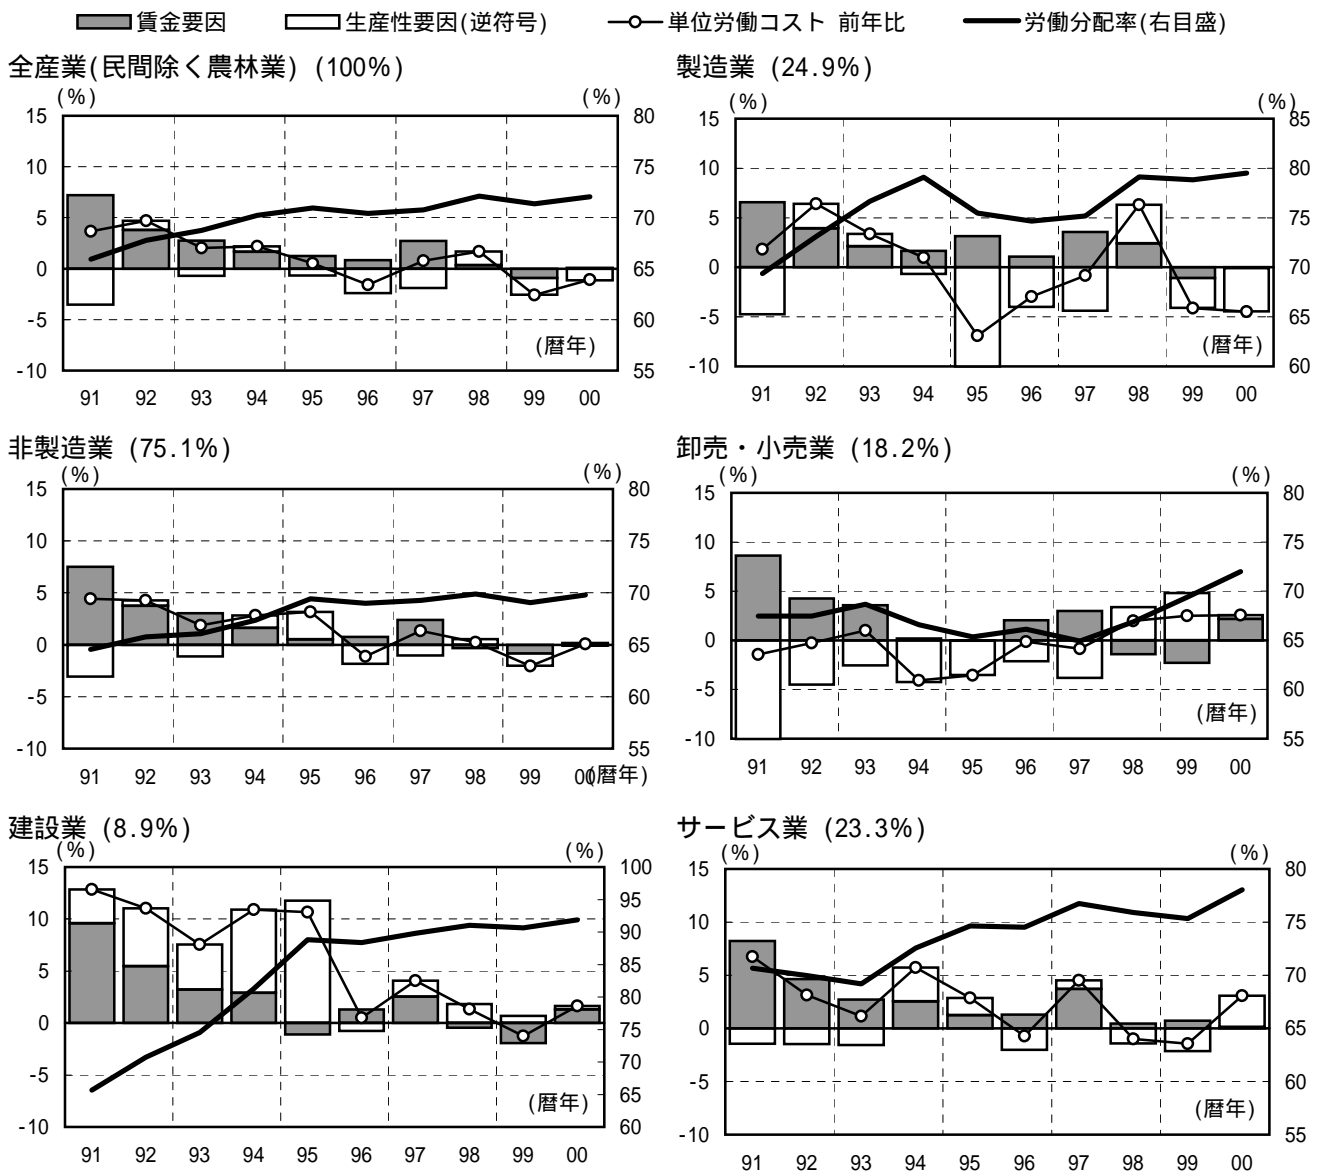 賃金要因 生産性要因(逆符号) 単位労働コスト 前年比 労働分配率(右目盛)
全産業(民間除く農林業) (100%)
(%) (%)
15 80
10 75
5 70
0 65
-5 60
(暦年)
-10 55
91 92 93 94 95 96 97 98 99 00
製造業 (24.9%)
(%) (%)
15 85
10 80
5 75
0 70
-5 65
(暦年)
-10 60
91 92 93 94 95 96 97 98 99 00
非製造業 (75.1%)
(%) (%)
15 80
10 75
5 70
0 65
-5 60
-10 55
91 92 93 94 95 96 97 98 99 00 (暦年)
卸売・小売業 (18.2%)
(%) (%)
15 80
10 75
5 70
0 65
-5 60
(暦年)
-10 55
91 92 93 94 95 96 97 98 99 00
建設業 (8.9%)
(%) (%)
15 100
95
10 90
85
5 80
0 75
70
-5 65
(暦年)
-10 60
91 92 93 94 95 96 97 98 99 00
サービス業 (23.3%)
(%) (%)
15 80
10 75
5 70
0 65
-5 60
(暦年)
-10 55
91 92 93 94 95 96 97 98 99 00